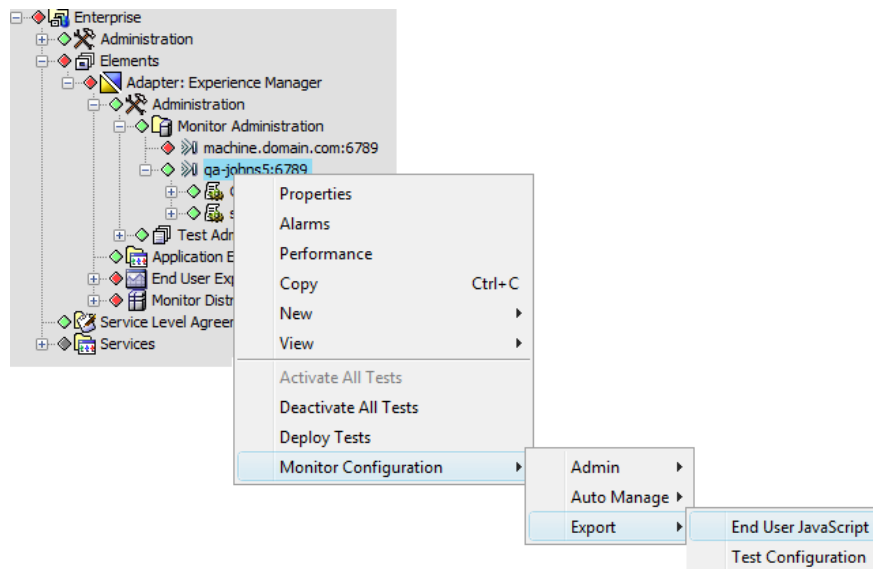 Enterprise
Administration
Elements
Adapter: Experience Manager
Administration
Monitor Administration
machine.domain.com:6789
qa-johns5:6789
Test Adm
Application E
End User Exp
Monitor Distr
Service Level Agreer
Services
Properties
Alarms
Performance
Copy Ctrl+C
New
View
Activate All Tests
Deactivate All Tests
Deploy Tests
Monitor Configuration
Admin
Auto Manage
Export
End User JavaScript
Test Configuration